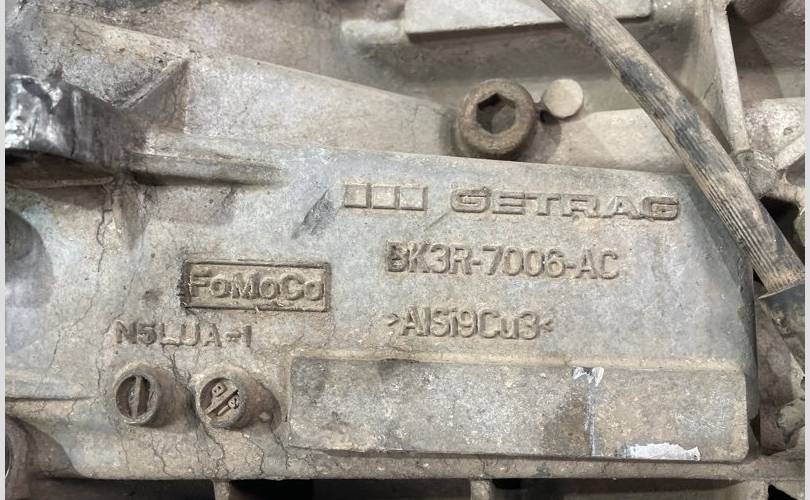 GETRAG
BK3R-7006-AC
FoMoCo
>AlSi9Cu3<
N5LUA-1